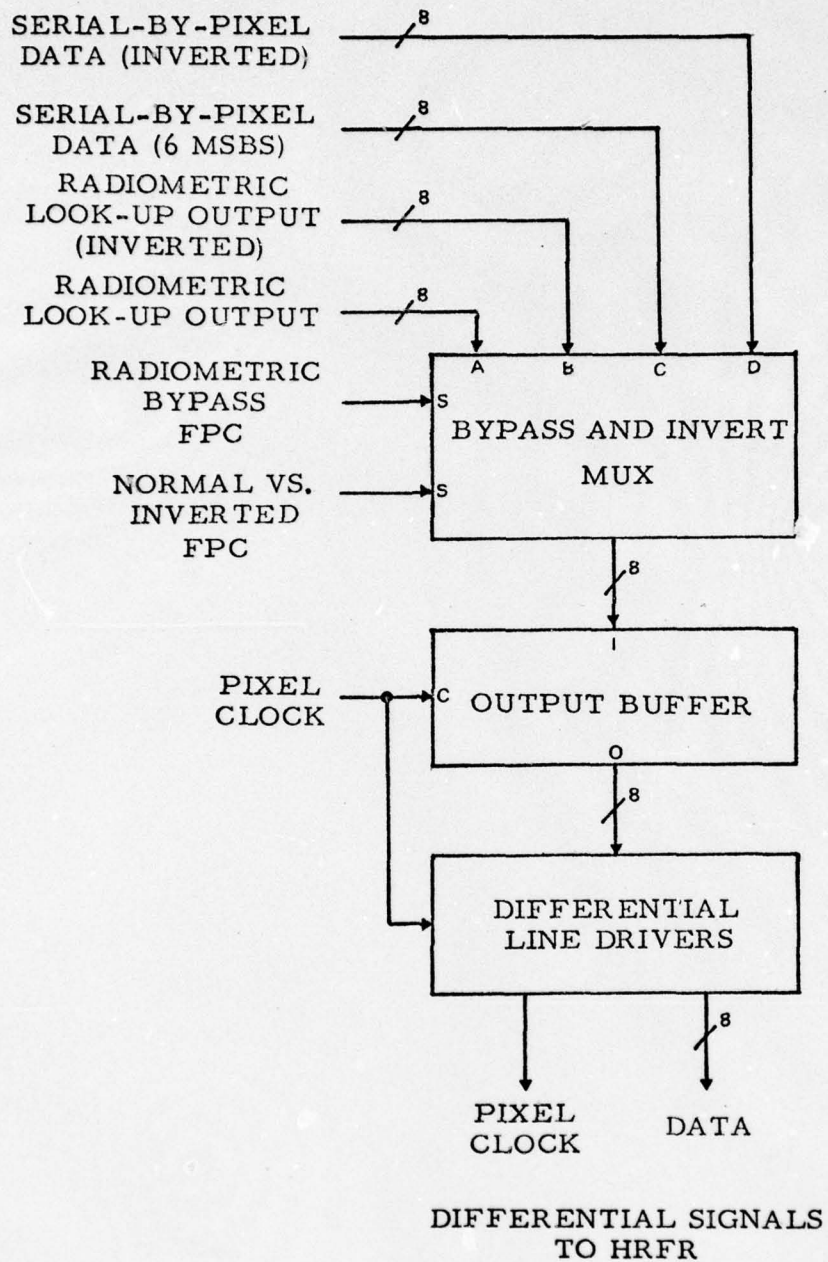 SERIAL-BY-PIXEL
DATA (INVERTED)
8
SERIAL-BY-PIXEL
DATA (6 MSBS)
8
RADIOMETRIC
LOOK-UP OUTPUT
(INVERTED)
8
RADIOMETRIC
LOOK-UP OUTPUT
8
A B C D
RADIOMETRIC
BYPASS
FPC
S
NORMAL VS.
INVERTED
FPC
S
BYPASS AND INVERT
MUX
8
I
PIXEL
CLOCK
C
OUTPUT BUFFER
O
8
DIFFERENTIAL
LINE DRIVERS
8
PIXEL
CLOCK
DATA
DIFFERENTIAL SIGNALS
TO HRFR